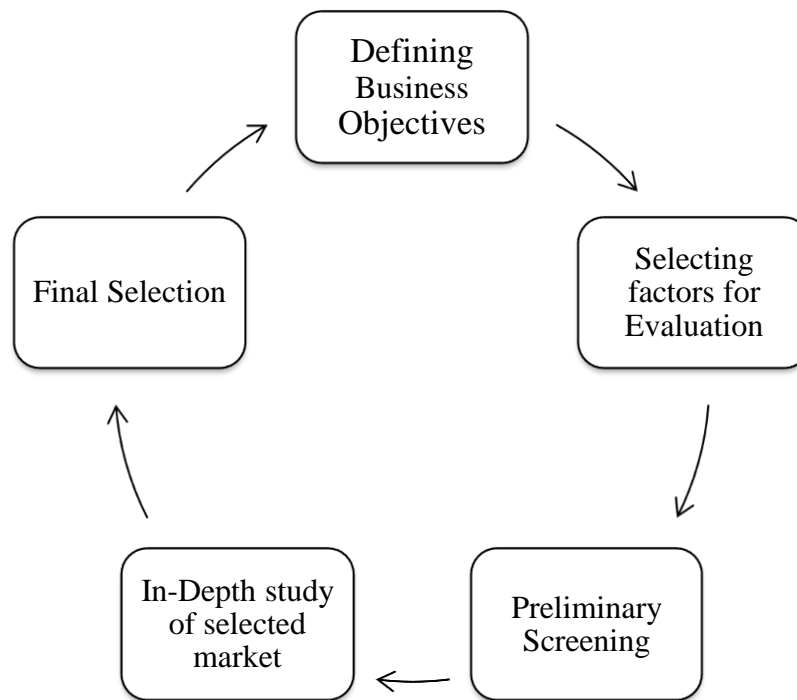 Defining
Business
Objectives
Selecting
factors for
Evaluation
Preliminary
Screening
In-Depth study
of selected
market
Final Selection